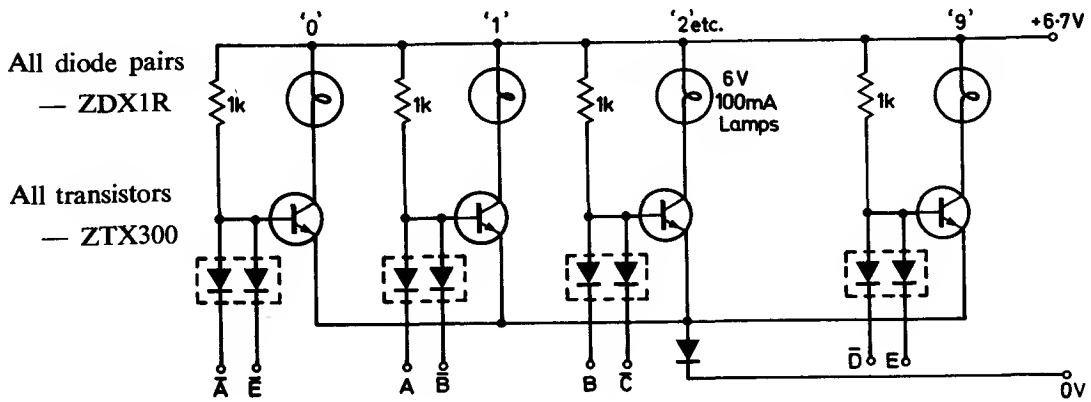 '0' '1' '2'etc. '9' +6·7V
All diode pairs
— ZDX1R
1k 1k 1k 1k
6V
100mA
Lamps
All transistors
— ZTX300
A̅ E̅ A B̅ B C̅ D̅ E
0V